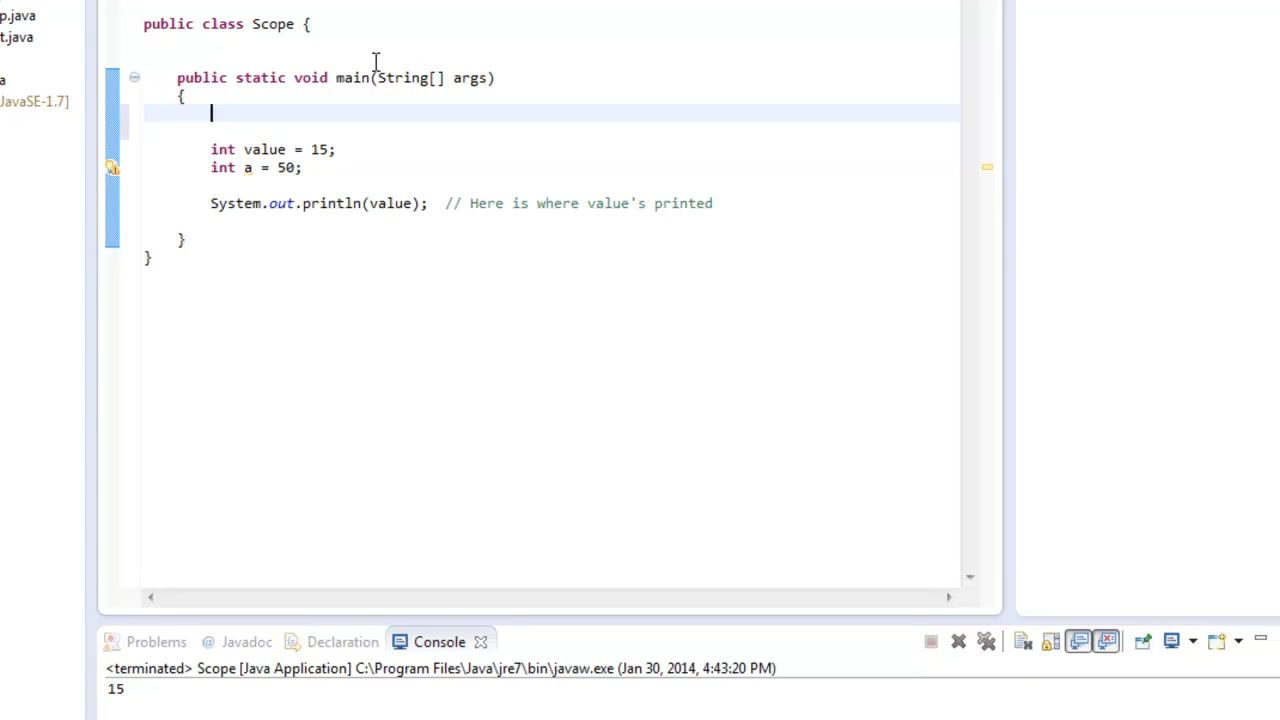 p.java
t.java
a
JavaSE-1.7]
public class Scope {
public static void main(String[] args)
{
int value = 15;
int a = 50;
System.out.println(value);  // Here is where value's printed
}
}
Problems @ Javadoc Declaration Console
<terminated> Scope [Java Application] C:\Program Files\Java\jre7\bin\javaw.exe (Jan 30, 2014, 4:43:20 PM)
15